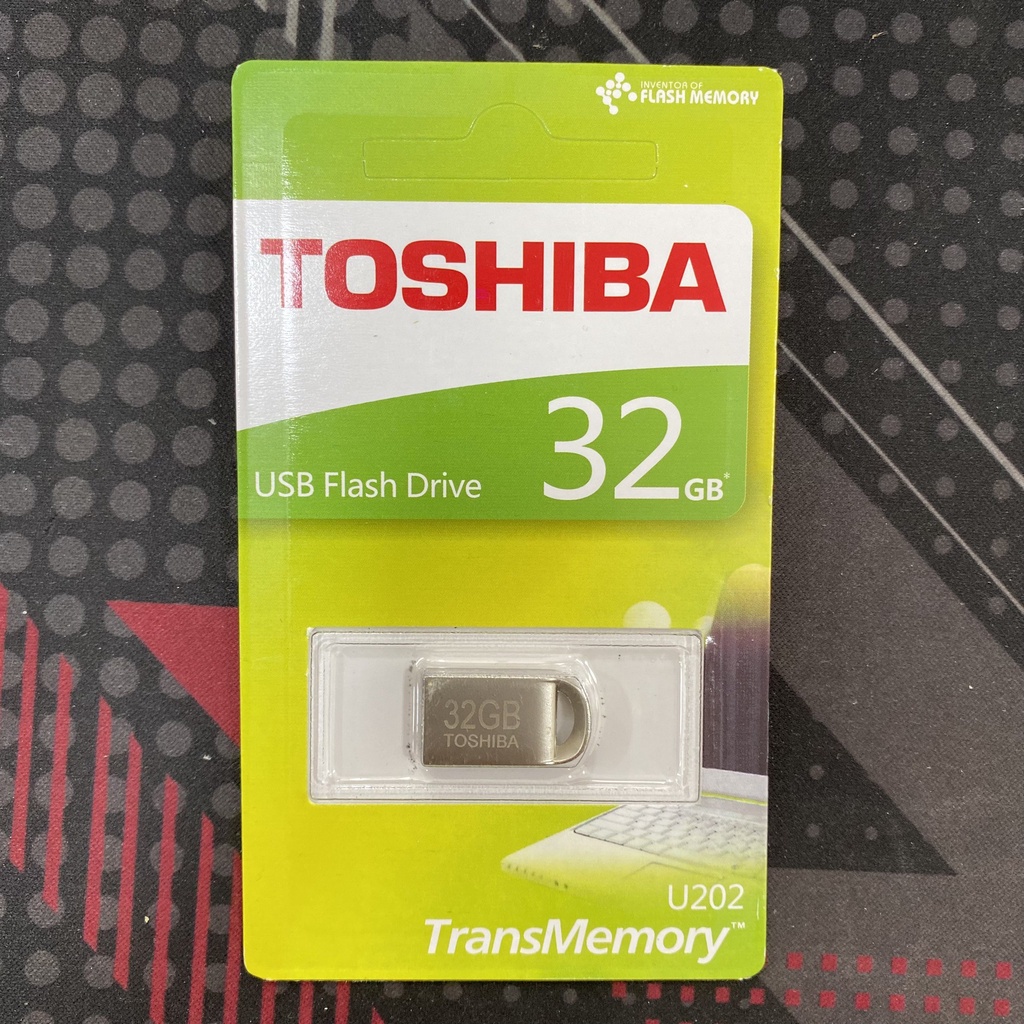 INVENTOR OF
FLASH MEMORY
TOSHIBA
USB Flash Drive
32GB*
32GB
TOSHIBA
U202
TransMemory™